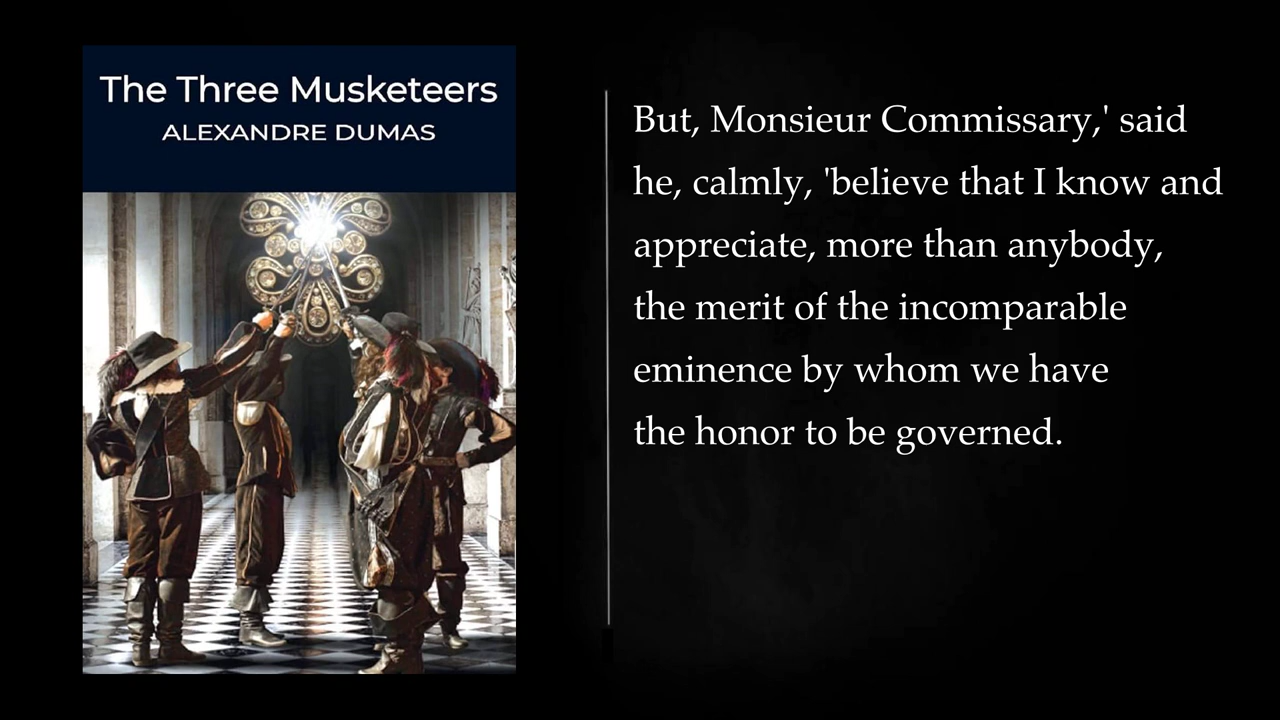 The Three Musketeers
ALEXANDRE DUMAS
But, Monsieur Commissary,' said
he, calmly, 'believe that I know and
appreciate, more than anybody,
the merit of the incomparable
eminence by whom we have
the honor to be governed.